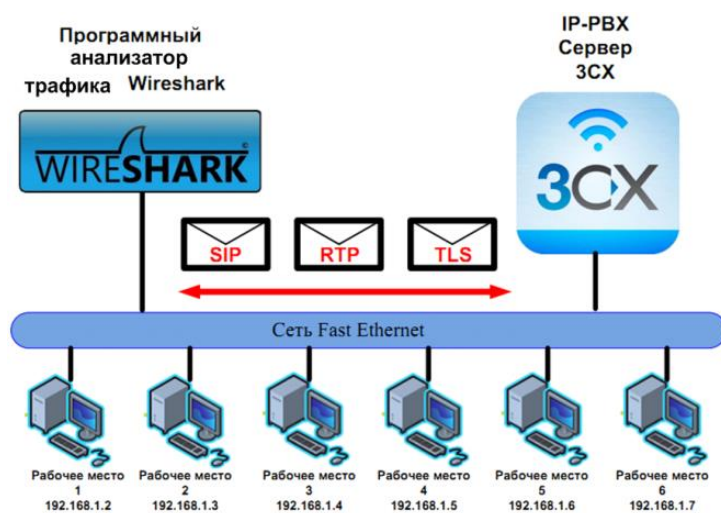 Программный
анализатор
трафика Wireshark
WIRESHARK
©
IP-PBX
Сервер
3CX
3CX
SIP
RTP
TLS
Сеть Fast Ethernet
Рабочее место
1
192.168.1.2
Рабочее место
2
192.168.1.3
Рабочее место
3
192.168.1.4
Рабочее место
4
192.168.1.5
Рабочее место
5
192.168.1.6
Рабочее место
6
192.168.1.7